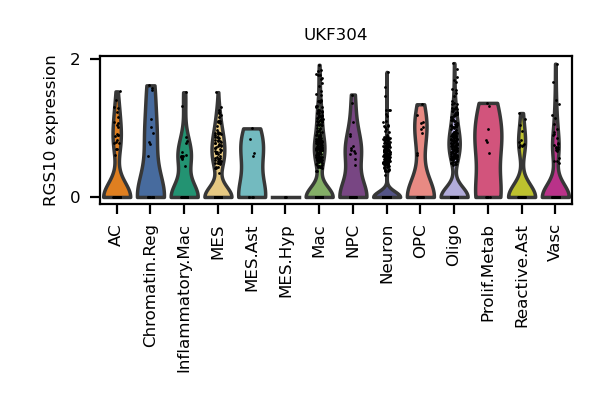 UKF304
RGS10 expression
2
0
AC
Chromatin.Reg
Inflammatory.Mac
MES
MES.Ast
MES.Hyp
Mac
NPC
Neuron
OPC
Oligo
Prolif.Metab
Reactive.Ast
Vasc